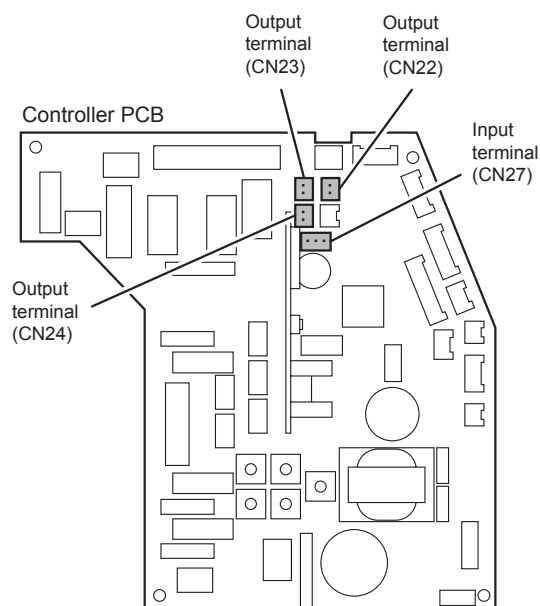 Output
terminal
(CN23)
Output
terminal
(CN22)
Controller PCB
Input
terminal
(CN27)
Output
terminal
(CN24)